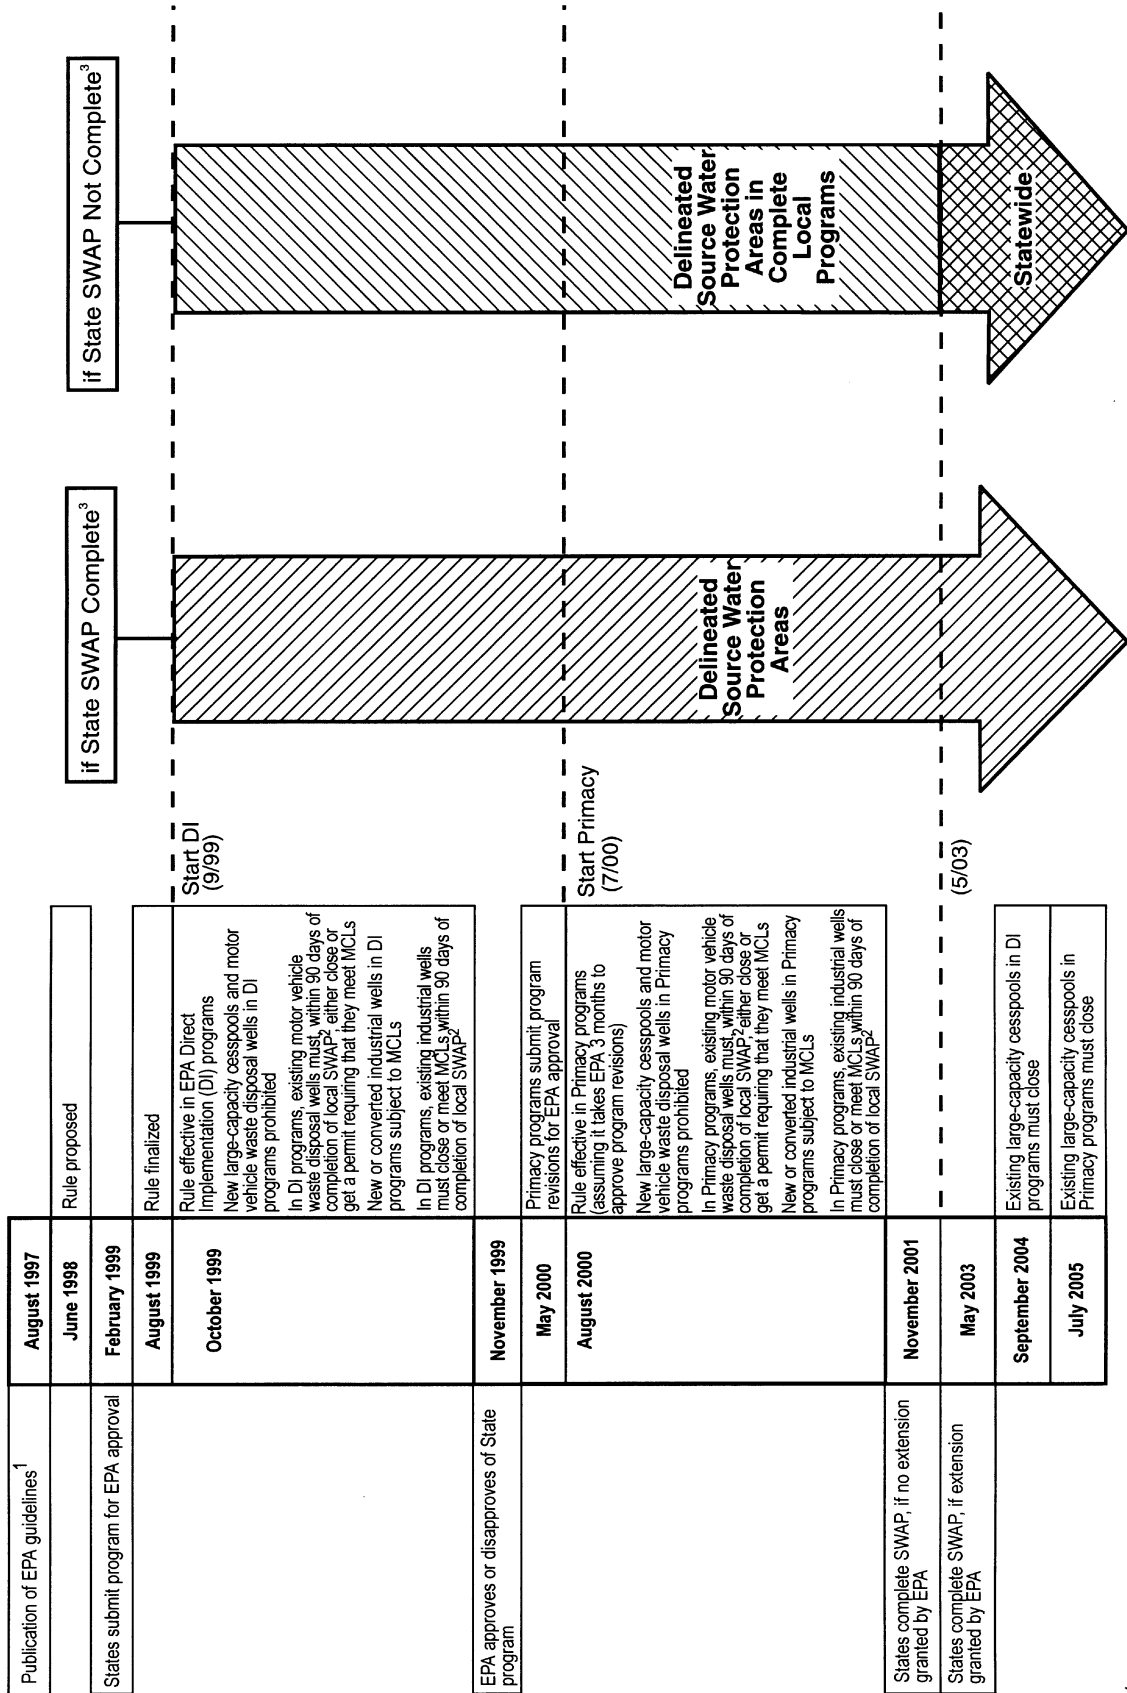 Publication of EPA guidelines1
August 1997
June 1998
Rule proposed
States submit program for EPA approval
February 1999
August 1999
Rule finalized
October 1999
Rule effective in EPA Direct
Implementation (DI) programs
New large-capacity cesspools and motor
vehicle waste disposal wells in DI
programs prohibited
In DI programs, existing motor vehicle
waste disposal wells must, within 90 days of
completion of local SWAP2, either close or
get a permit requiring that they meet MCLs
New or converted industrial wells in DI
programs subject to MCLs
In DI programs, existing industrial wells
must close or meet MCLs within 90 days of
completion of local SWAP2
EPA approves or disapproves of State
program
November 1999
May 2000
Primacy programs submit program
revisions for EPA approval
August 2000
Rule effective in Primacy programs
(assuming it takes EPA 3 months to
approve program revisions)
New large-capacity cesspools and motor
vehicle waste disposal wells in Primacy
programs prohibited
In Primacy programs, existing motor vehicle
waste disposal wells must, within 90 days of
completion of local SWAP,2 either close or
get a permit requiring that they meet MCLs
New or converted industrial wells in Primacy
programs subject to MCLs
In Primacy programs, existing industrial wells
must close or meet MCLs within 90 days of
completion of local SWAP2
States complete SWAP, if no extension
granted by EPA
November 2001
States complete SWAP, if extension
granted by EPA
May 2003
September 2004
Existing large-capacity cesspools in DI
programs must close
July 2005
Existing large-capacity cesspools in
Primacy programs must close
Start DI
(9/99)
Start Primacy
(7/00)
(5/03)
if State SWAP Complete3
Delineated
Source Water
Protection
Areas
if State SWAP Not Complete3
Delineated
Source Water
Protection
Areas in
Complete
Local
Programs
Statewide